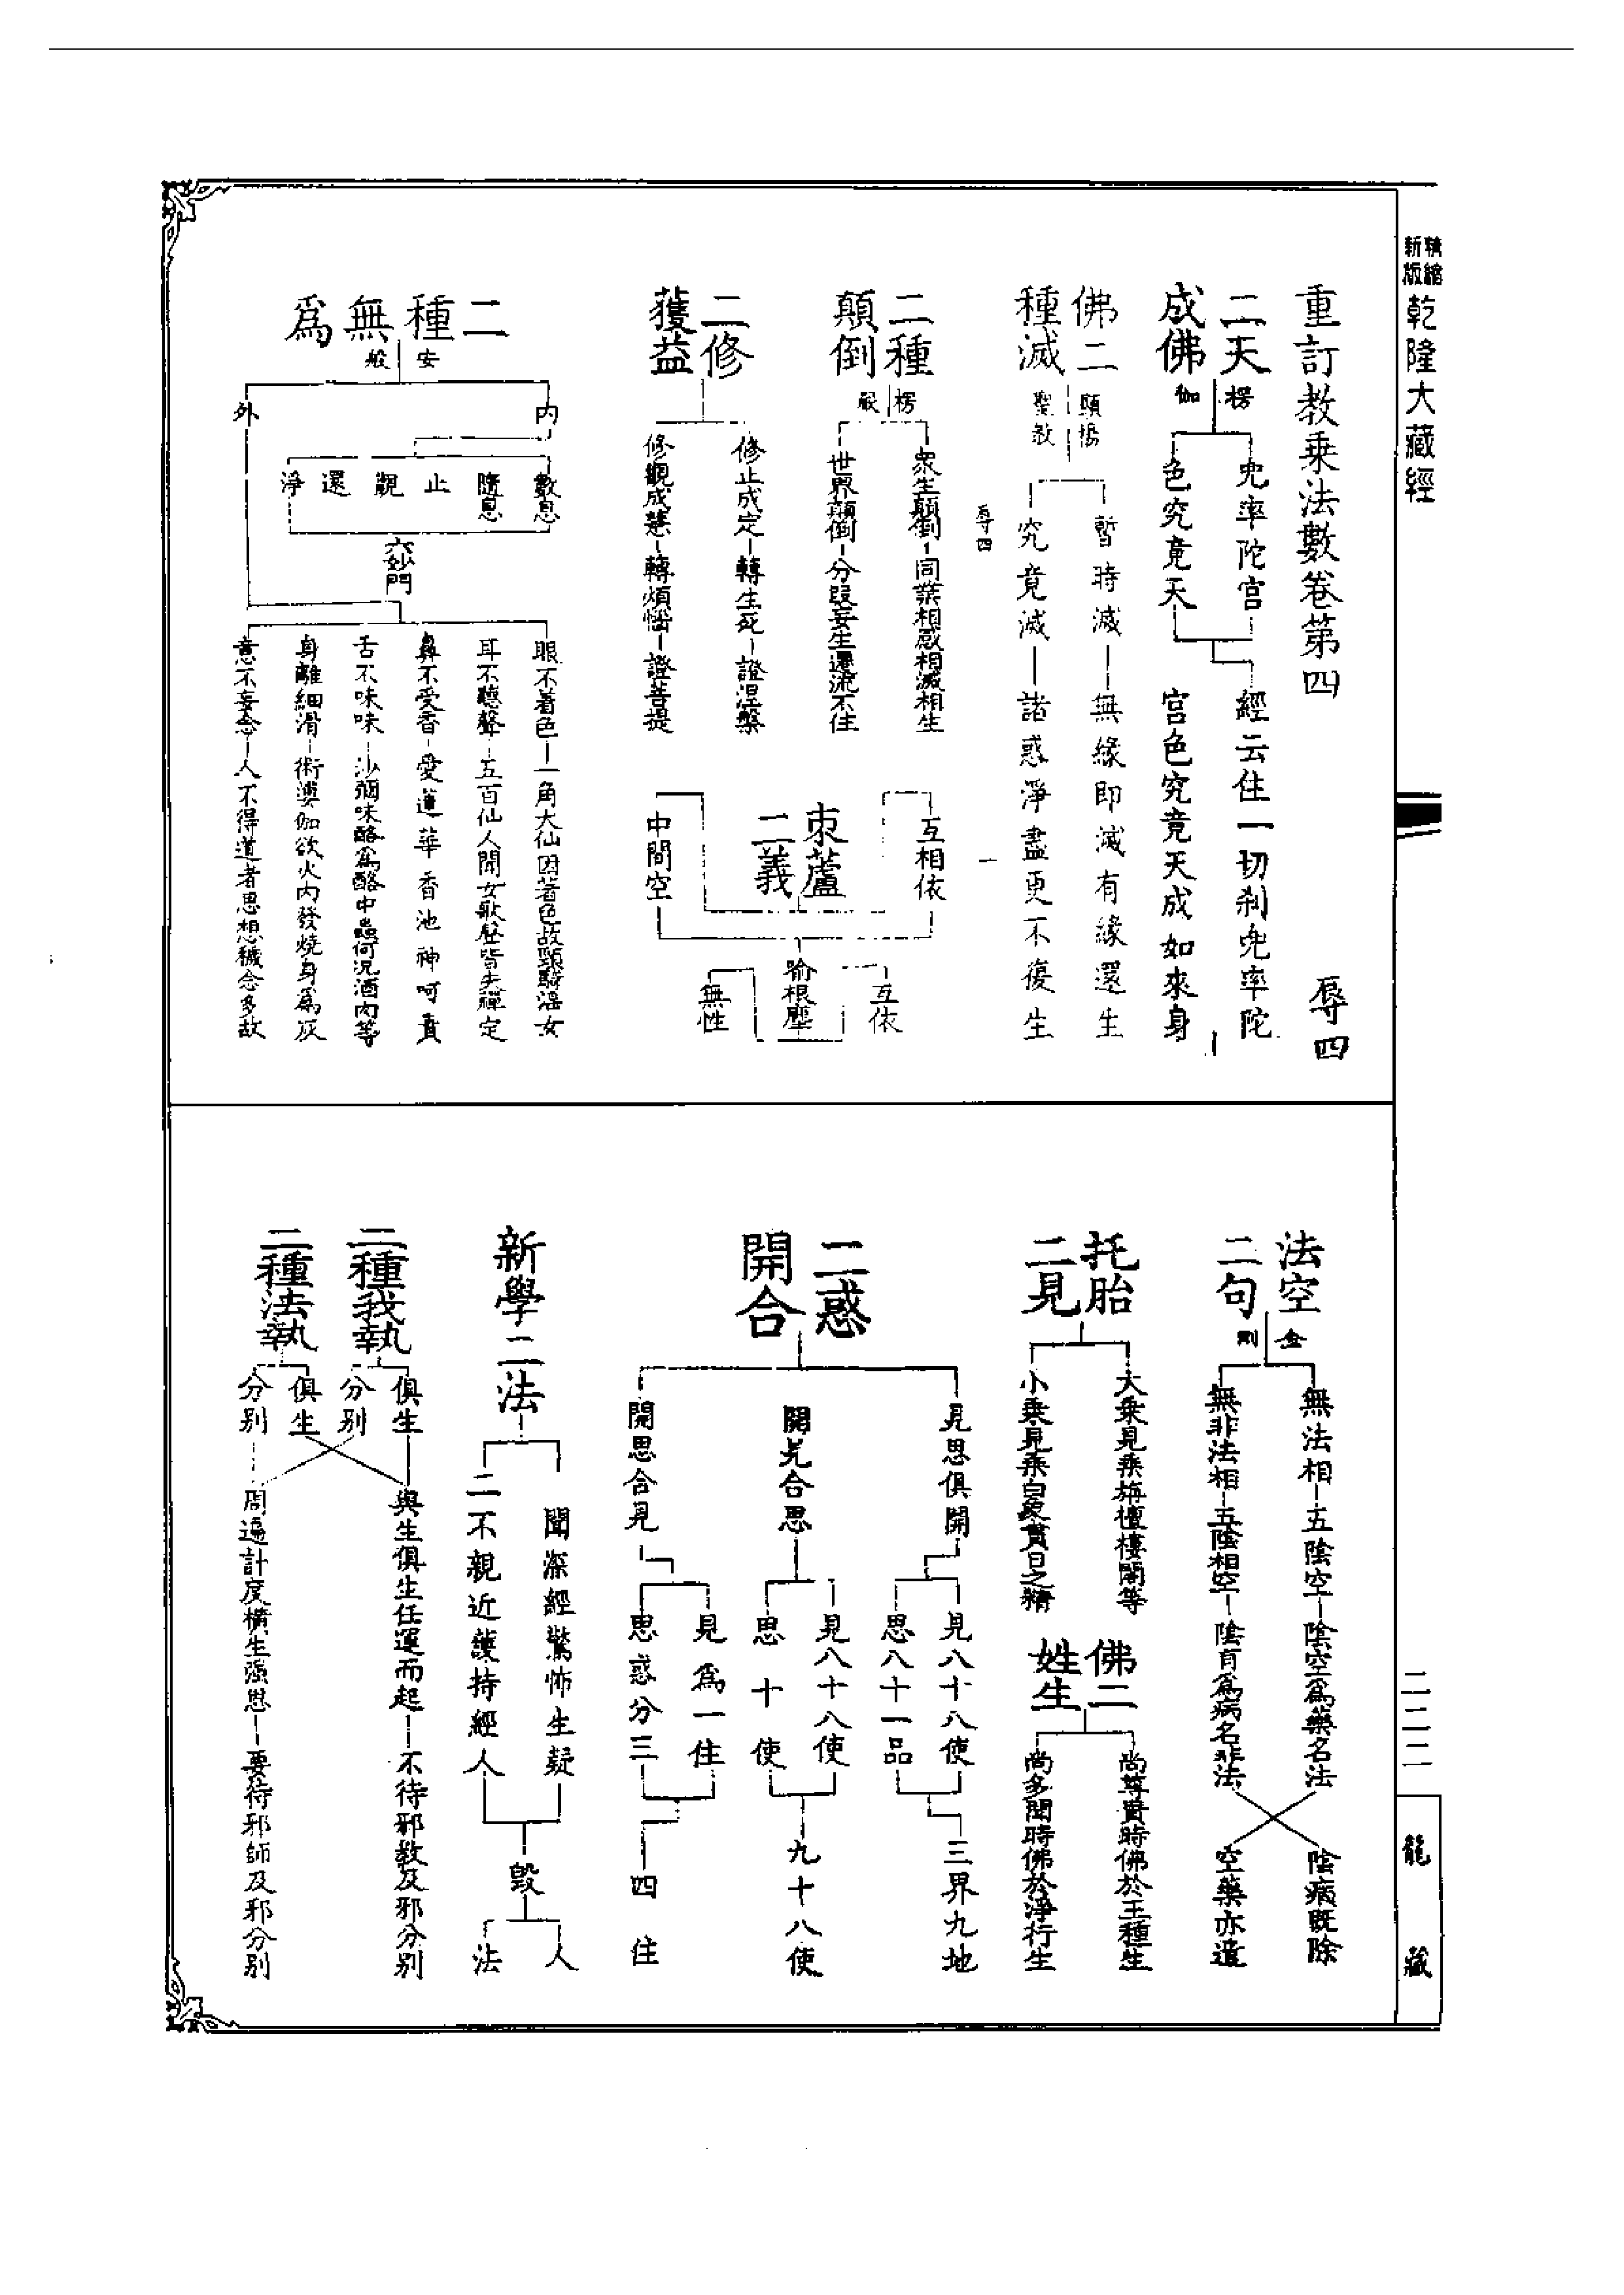 新版
精縮
乾隆大藏經
重訂教乘法數卷第四
辱四
二天成佛
楞伽
兜率陀宮
色究竟天
經云住一切剎兜率陀
宮色究竟天成如來身
佛二種滅
顯揚聖教
暫時滅
無緣即滅有緣還生
究竟滅
諸惑淨盡更不復生
辱四
一
二種顛倒
楞嚴
眾生顛倒
同業相感相滅相生
世界顛倒
分段妄生遷流不住
互相依
束蘆二義
中間空
互依
喻根塵
無性
二修獲益
修止成定
轉生死
證涅槃
修觀成慧
轉煩惱
證菩提
二種無為
安般
內
外
數息
隨息
止
觀
還
淨
六妙門
眼不着色
一角大仙因著色故頸騎淫女
耳不聽聲
五百仙人聞女歌聲皆失禪定
鼻不受香
愛蓮華香池神呵責
舌不味味
沙彌味酪為酪中蟲何況酒肉等
身離細滑
術婆伽欲火內發燒身為灰
意不妄念
人不得道者思想穢念多故
法空二句
金剛
無法相
五陰空
陰空為藥名法
陰病既除
無非法相
五陰相空
陰有為病名非法
空藥亦遣
托胎二見
大乘見乘旃檀樓閣等
小乘見乘白象貫日之精
佛二姓生
尚尊貴時佛於王種生
尚多聞時佛於淨行生
二惑開合
見思俱開
見八十八使
思八十一品
三界九地
開見合思
見八十八使
思十使
九十八使
開思合見
見為一住
思惑分三
四住
新學二法
聞深經驚怖生疑
二不親近護持經人
毀
人
法
二種我執
俱生
分別
與生俱生任運而起
不待邪教及邪分別
二種法執
俱生
分別
周遍計度橫生強思
要待邪師及邪分別
二二二
龍藏